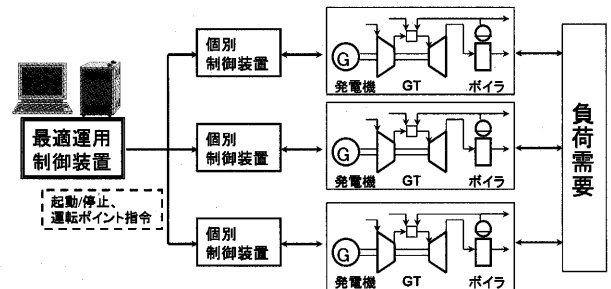 個別
制御装置
G
発電機 GT ボイラ
最適運用
制御装置
個別
制御装置
G
発電機 GT ボイラ
負荷需要
起動/停止、
運転ポイント指令
個別
制御装置
G
発電機 GT ボイラ